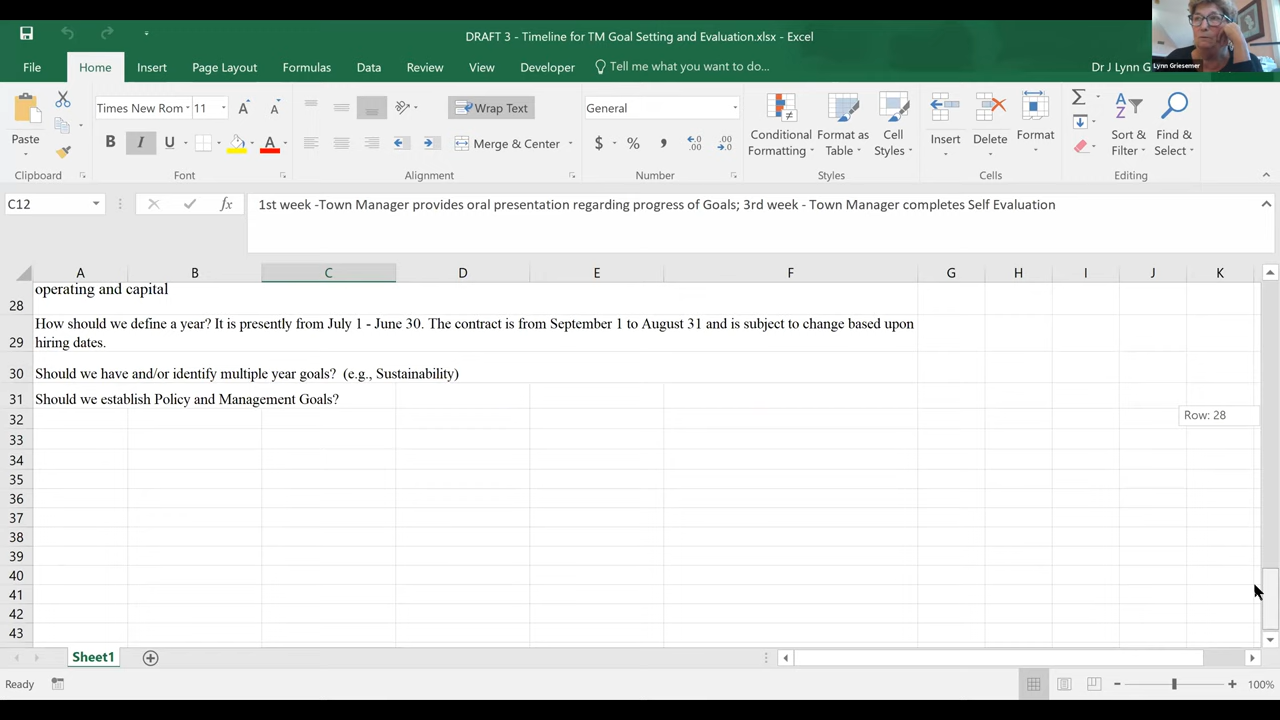 DRAFT 3 - Timeline for TM Goal Setting and Evaluation.xlsx - Excel
Lynn Griesemer
File Home Insert Page Layout Formulas Data Review View Developer Tell me what you want to do... Dr J Lynn G
Times New Rom 11 Wrap Text General
Paste B I U Merge & Center $ % Conditional Formatting Format as Table Cell Styles Insert Delete Format Sort & Filter Find & Select
Clipboard Font Alignment Number Styles Cells Editing
C12 fx 1st week -Town Manager provides oral presentation regarding progress of Goals; 3rd week - Town Manager completes Self Evaluation
A B C D E F G H I J K
28 operating and capital
29 How should we define a year? It is presently from July 1 - June 30. The contract is from September 1 to August 31 and is subject to change based upon
hiring dates.
30 Should we have and/or identify multiple year goals? (e.g., Sustainability)
31 Should we establish Policy and Management Goals?
Row: 28
32
33
34
35
36
37
38
39
40
41
42
43
Sheet1
Ready 100%